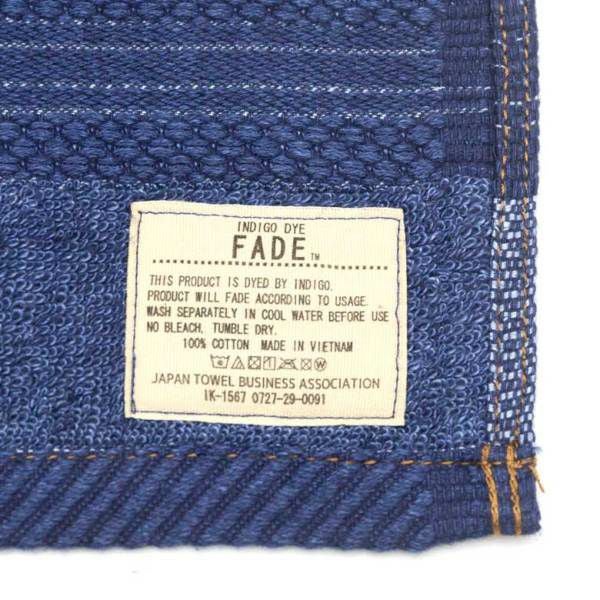 INDIGO DYE
FADE™
THIS PRODUCT IS DYED BY INDIGO.
PRODUCT WILL FADE ACCORDING TO USAGE.
WASH SEPARATELY IN COOL WATER BEFORE USE
NO BLEACH, TUMBLE DRY.
100% COTTON MADE IN VIETNAM
JAPAN TOWEL BUSINESS ASSOCIATION
IK-1567 0727-29-0091